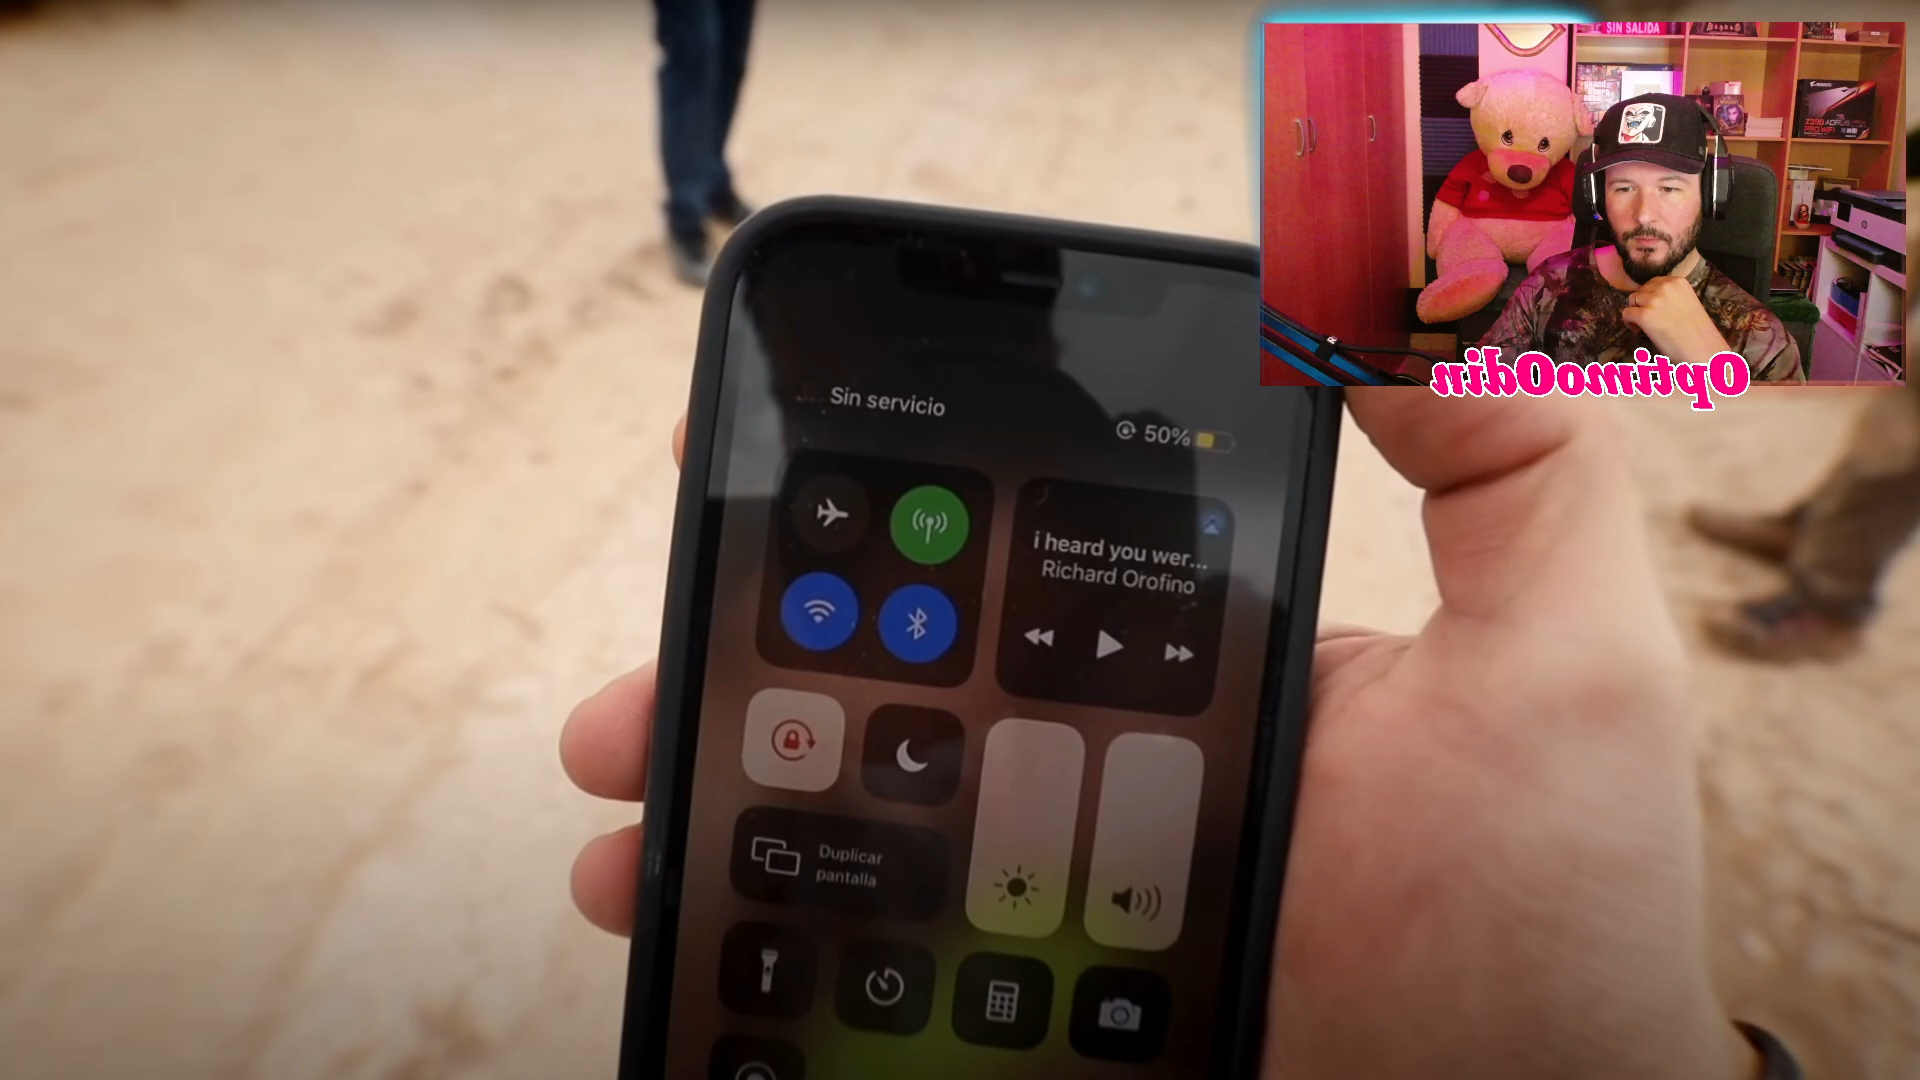 SIN SALIDA
Z390 AORUS
PRO WIFI
OptimoOdin
Sin servicio
50%
i heard you wer...
Richard Orofino
Duplicar
pantalla